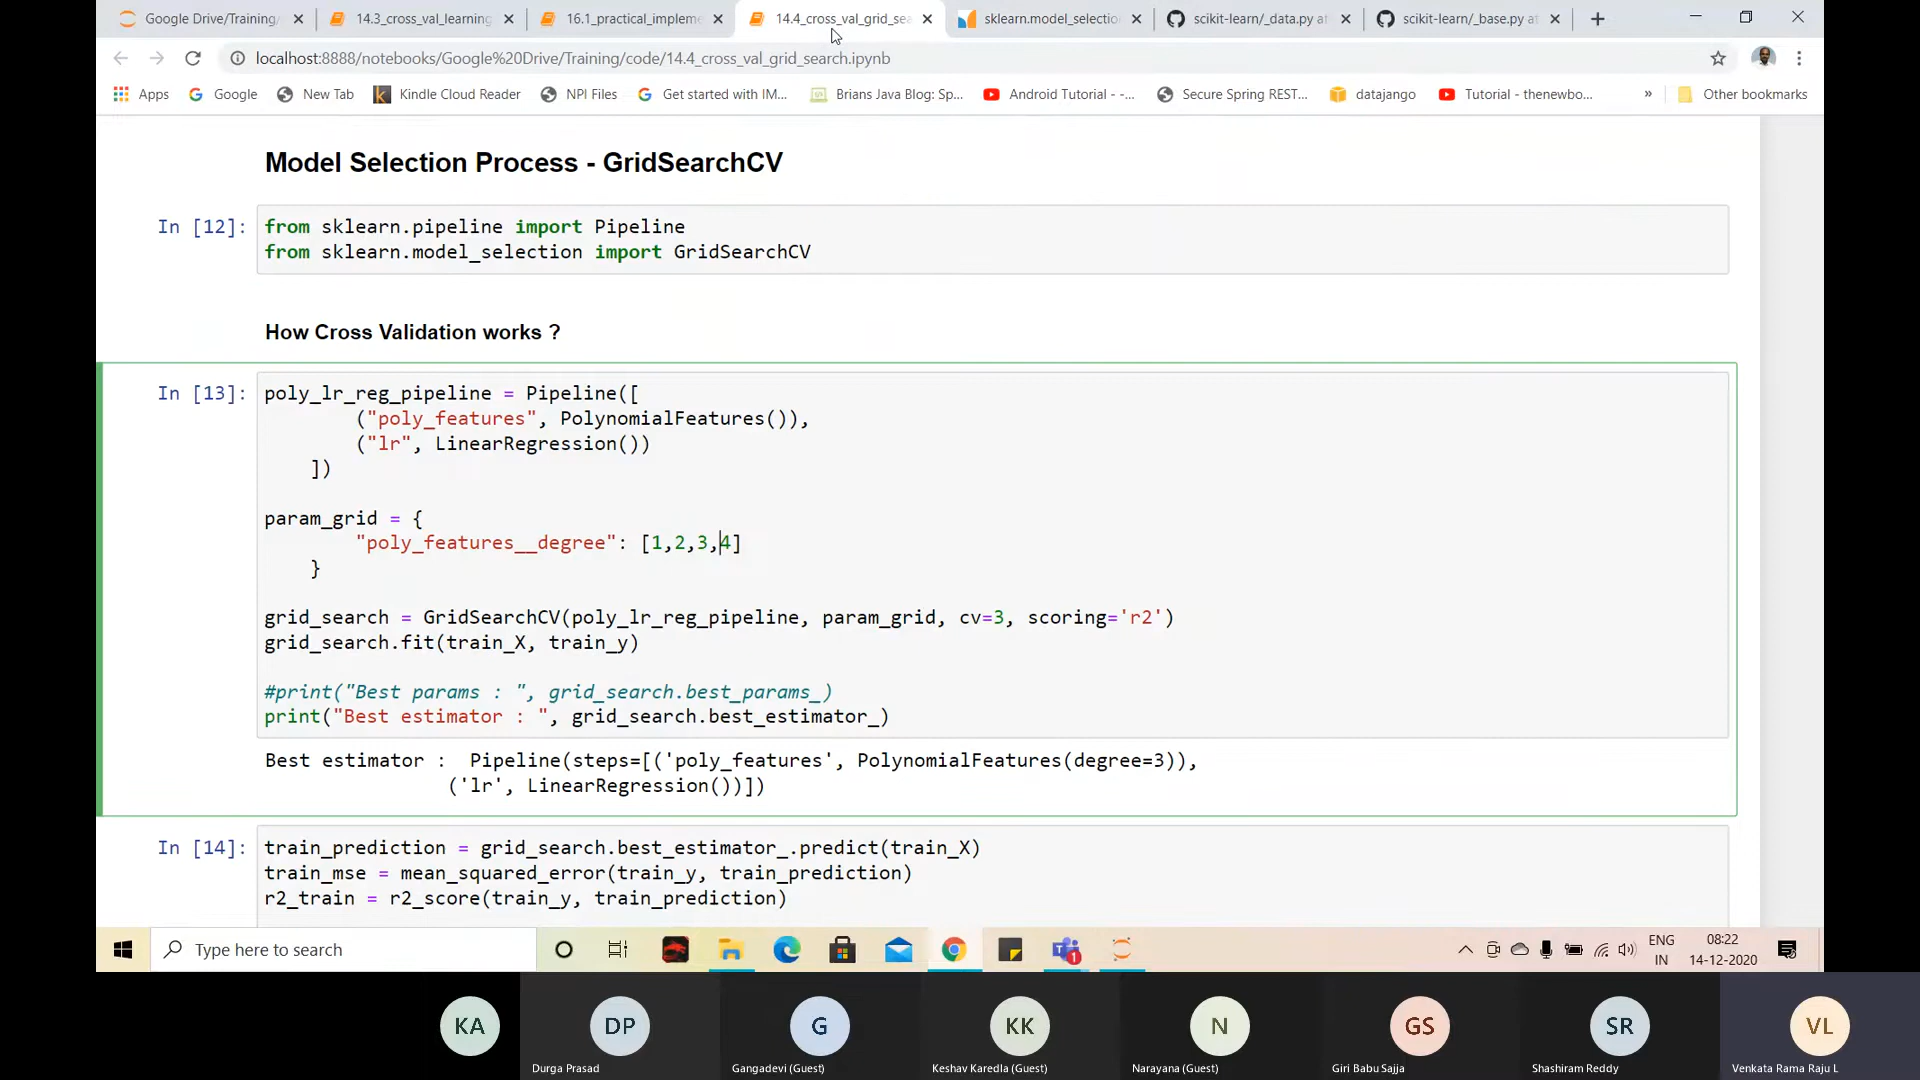 Google Drive/Training/
14.3_cross_val_learning
16.1_practical_impleme
14.4_cross_val_grid_sea
sklearn.model_selectio
scikit-learn/_data.py at
scikit-learn/_base.py at
localhost:8888/notebooks/Google%20Drive/Training/code/14.4_cross_val_grid_search.ipynb
Apps
Google
New Tab
Kindle Cloud Reader
NPI Files
Get started with IM...
Brians Java Blog: Sp...
Android Tutorial - -...
Secure Spring REST...
datajango
Tutorial - thenewbo...
»
Other bookmarks
Model Selection Process - GridSearchCV
In [12]:
from sklearn.pipeline import Pipeline
from sklearn.model_selection import GridSearchCV
How Cross Validation works ?
In [13]:
poly_lr_reg_pipeline = Pipeline([
("poly_features", PolynomialFeatures()),
("lr", LinearRegression())
])
param_grid = {
"poly_features__degree": [1,2,3,4]
}
grid_search = GridSearchCV(poly_lr_reg_pipeline, param_grid, cv=3, scoring='r2')
grid_search.fit(train_X, train_y)
#print("Best params : ", grid_search.best_params_)
print("Best estimator : ", grid_search.best_estimator_)
Best estimator :  Pipeline(steps=[('poly_features', PolynomialFeatures(degree=3)),
('lr', LinearRegression())])
In [14]:
train_prediction = grid_search.best_estimator_.predict(train_X)
train_mse = mean_squared_error(train_y, train_prediction)
r2_train = r2_score(train_y, train_prediction)
Type here to search
1
ENG
IN
08:22
14-12-2020
KA
DP
G
KK
N
GS
SR
VL
Durga Prasad
Gangadevi (Guest)
Keshav Karedla (Guest)
Narayana (Guest)
Giri Babu Sajja
Shashiram Reddy
Venkata Rama Raju L